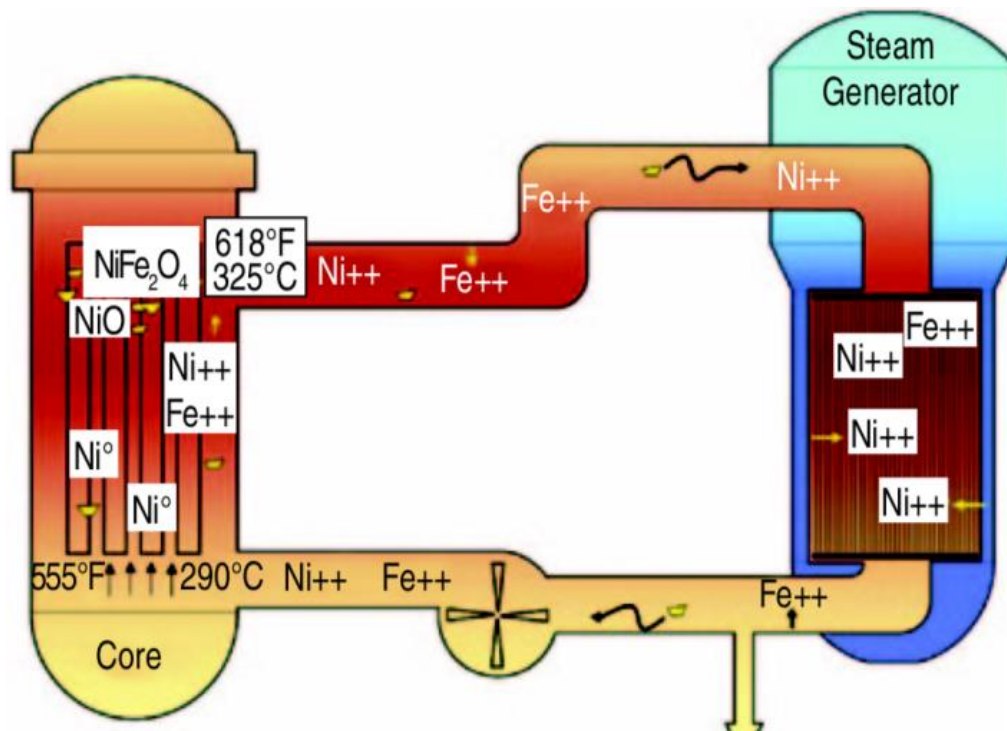 Steam
Generator
Ni++
Fe++
618°F
325°C
NiFe₂O₄
Ni++
Fe++
NiO
Fe++
Ni++
Ni++
Fe++
Ni++
Ni°
Ni++
Ni°
555°F
290°C
Ni++
Fe++
Fe++
Core